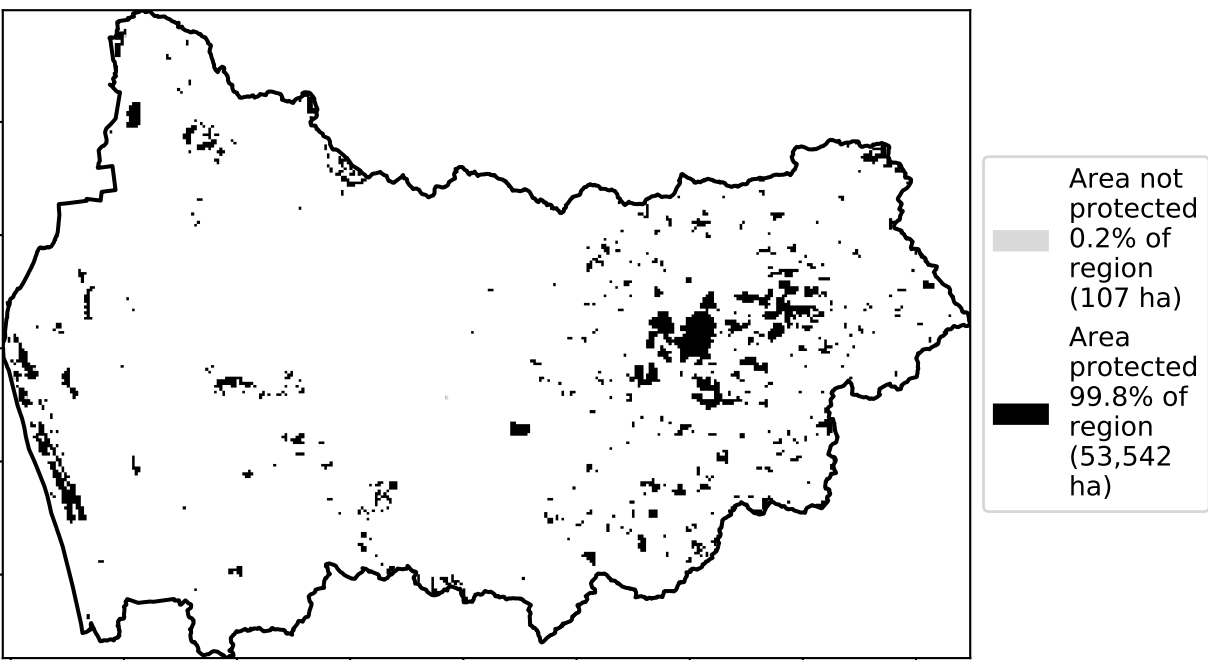 Area not
protected
0.2% of
region
(107 ha)
Area
protected
99.8% of
region
(53,542
ha)